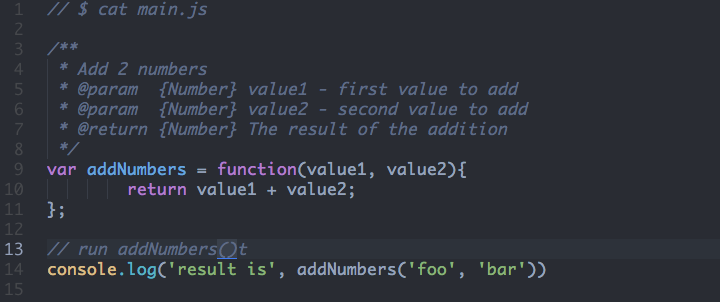 1 // $ cat main.js
2
3 /**
4 * Add 2 numbers
5 * @param {Number} value1 - first value to add
6 * @param {Number} value2 - second value to add
7 * @return {Number} The result of the addition
8 */
9 var addNumbers = function(value1, value2){
10 return value1 + value2;
11 };
12
13 // run addNumbers()t
14 console.log('result is', addNumbers('foo', 'bar'))
15